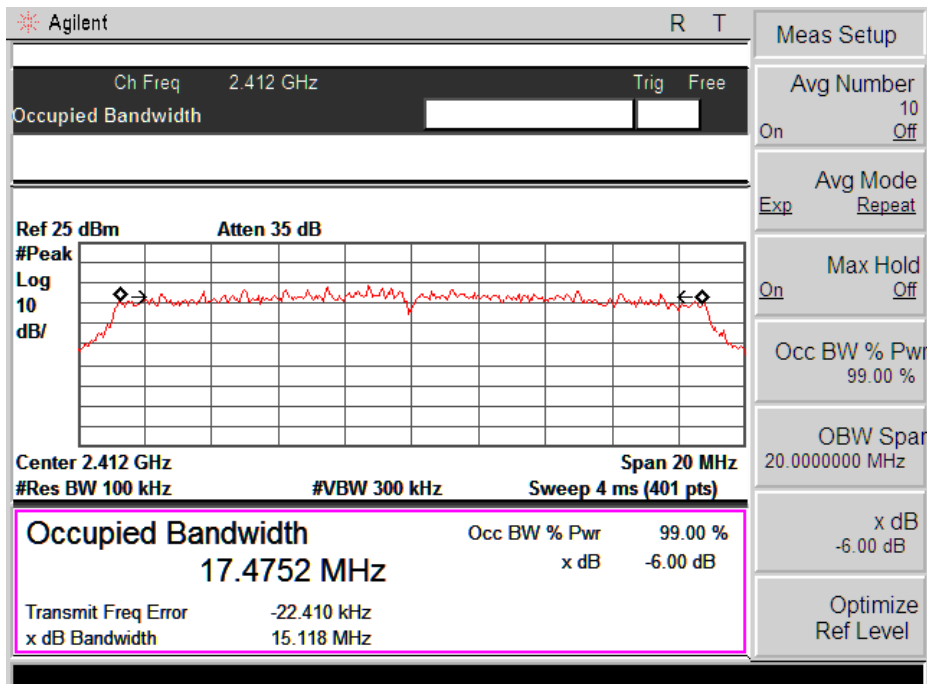 Agilent R T
Ch Freq 2.412 GHz Trig Free
Occupied Bandwidth
Ref 25 dBm Atten 35 dB
#Peak
Log
10
dB/
Center 2.412 GHz Span 20 MHz
#Res BW 100 kHz #VBW 300 kHz Sweep 4 ms (401 pts)
Occupied Bandwidth
17.4752 MHz
Occ BW % Pwr 99.00 %
x dB -6.00 dB
Transmit Freq Error -22.410 kHz
x dB Bandwidth 15.118 MHz
Meas Setup
Avg Number
10
On Off
Avg Mode
Exp Repeat
Max Hold
On Off
Occ BW % Pwr
99.00 %
OBW Span
20.0000000 MHz
x dB
-6.00 dB
Optimize
Ref Level